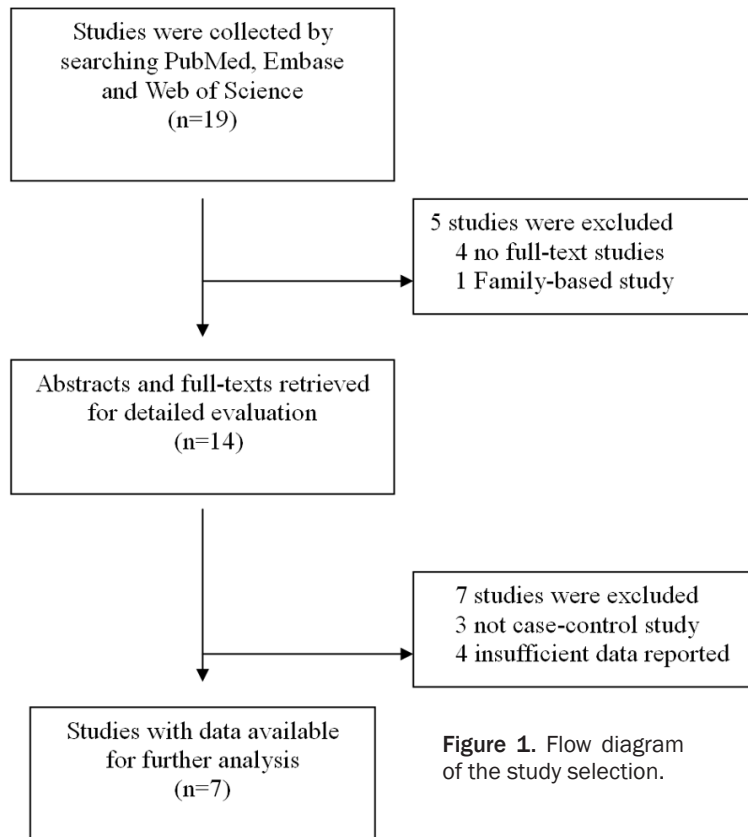 Studies were collected by
searching PubMed, Embase
and Web of Science
(n=19)
5 studies were excluded
4 no full-text studies
1 Family-based study
Abstracts and full-texts retrieved
for detailed evaluation
(n=14)
7 studies were excluded
3 not case-control study
4 insufficient data reported
Studies with data available
for further analysis
(n=7)
Figure 1. Flow diagram
of the study selection.